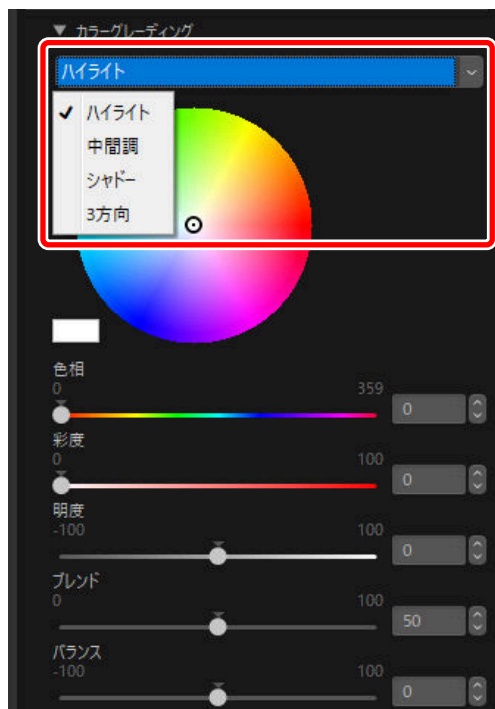 カラーグレーディング
ハイライト
ハイライト
中間調
シャドー
3方向
色相
0 359
0
彩度
0 100
0
明度
-100 100
0
ブレンド
0 100
50
バランス
-100 100
0